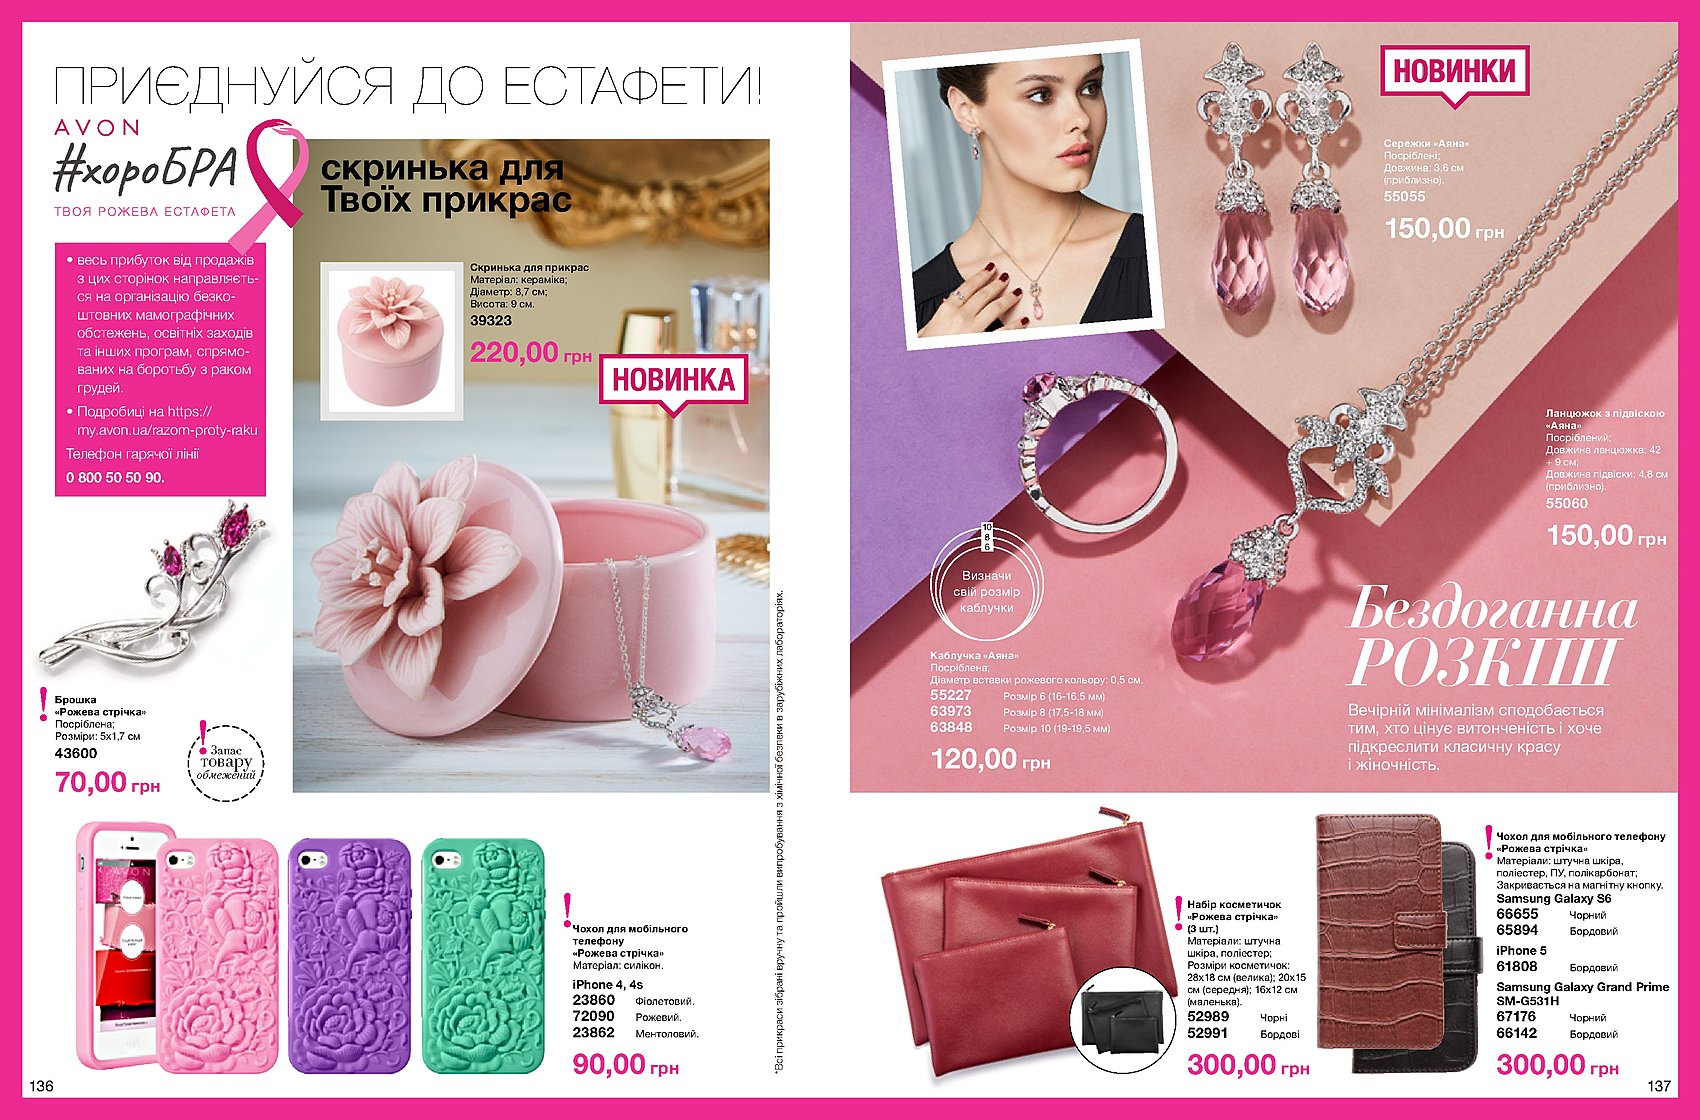 ПРИЄДНУЙСЯ ДО ЕСТАФЕТИ!
AVON
#хороБРА
ТВОЯ РОЖЕВА ЕСТАФЕТА
• весь прибуток від продажів
з цих сторінок направляєть-
ся на організацію безко-
штовних мамографічних
обстежень, освітніх заходів
та інших програм, спрямо-
ваних на боротьбу з раком
грудей.
• Подробиці на https://
my.avon.ua/razom-proty-raku
Телефон гарячої лінії
0 800 50 50 90.
скринька для
Твоїх прикрас
Скринька для прикрас
Матеріал: кераміка;
Діаметр: 8,7 см;
Висота: 9 см.
39323
220,00 грн
НОВИНКА
!
Брошка
«Рожева стрічка»
Посріблена;
Розміри: 5х1,7 см
43600
70,00 грн
!
Запас
товару
обмежений
AVON
!
Чохол для мобільного
телефону
«Рожева стрічка»
Матеріал: силікон.
iPhone 4, 4s
23860 Фіолетовий.
72090 Рожевий.
23862 Ментоловий.
90,00 грн
*Всі прикраси зібрані вручну та пройшли випробування з хімічної безпеки в зарубіжних лабораторіях.
136
НОВИНКИ
Сережки «Аяна»
Посріблені;
Довжина: 3,6 см
(приблизно).
55055
150,00 грн
Ланцюжок з підвіскою
«Аяна»
Посріблений;
Довжина ланцюжка: 42
+ 9 см;
Довжина підвіски: 4,8 см
(приблизно).
55060
150,00 грн
10
8
6
Визначи
свій розмір
каблучки
Каблучка «Аяна»
Посріблена;
Діаметр вставки рожевого кольору: 0,5 см.
55227 Розмір 6 (16-16,5 мм)
63973 Розмір 8 (17,5-18 мм)
63848 Розмір 10 (19-19,5 мм)
120,00 грн
Бездоганна
РОЗКІШ
Вечірній мінімалізм сподобається
тим, хто цінує витонченість і хоче
підкреслити класичну красу
і жіночність.
!
Набір косметичок
«Рожева стрічка»
(3 шт.)
Матеріали: штучна
шкіра, поліестер;
Розміри косметичок:
28х18 см (велика); 20х15
см (середня); 16х12 см
(маленька).
52989 Чорні
52991 Бордові
300,00 грн
!
Чохол для мобільного телефону
«Рожева стрічка»
Матеріали: штучна шкіра,
поліестер, ПУ, полікарбонат;
Закривається на магнітну кнопку.
Samsung Galaxy S6
66655 Чорний
65894 Бордовий
iPhone 5
61808 Бордовий
Samsung Galaxy Grand Prime
SM-G531H
67176 Чорний
66142 Бордовий
300,00 грн
137